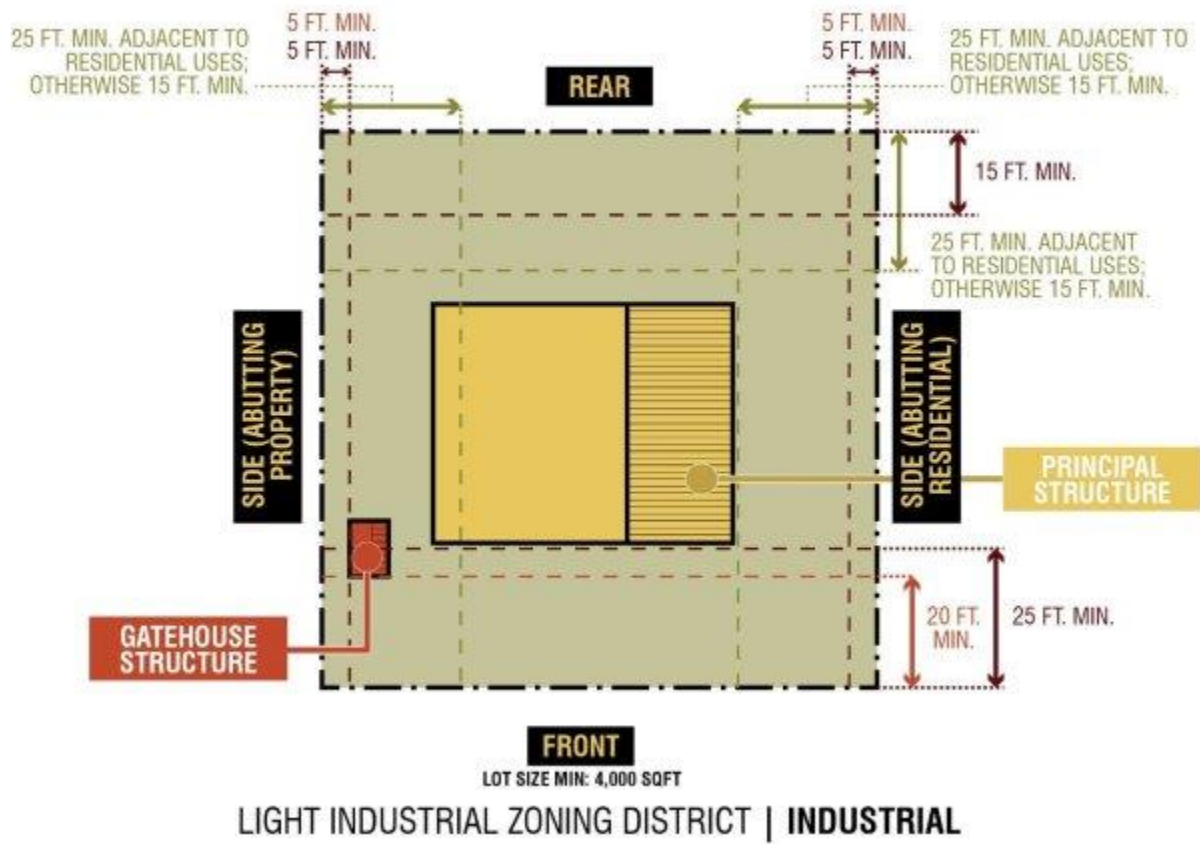 25 FT. MIN. ADJACENT TO
RESIDENTIAL USES;
OTHERWISE 15 FT. MIN.
5 FT. MIN.
5 FT. MIN.
REAR
5 FT. MIN.
5 FT. MIN.
25 FT. MIN. ADJACENT TO
RESIDENTIAL USES;
OTHERWISE 15 FT. MIN.
15 FT. MIN.
25 FT. MIN. ADJACENT
TO RESIDENTIAL USES;
OTHERWISE 15 FT. MIN.
SIDE (ABUTTING
PROPERTY)
SIDE (ABUTTING
RESIDENTIAL)
PRINCIPAL
STRUCTURE
GATEHOUSE
STRUCTURE
20 FT.
MIN.
25 FT. MIN.
FRONT
LOT SIZE MIN: 4,000 SQFT
LIGHT INDUSTRIAL ZONING DISTRICT | INDUSTRIAL